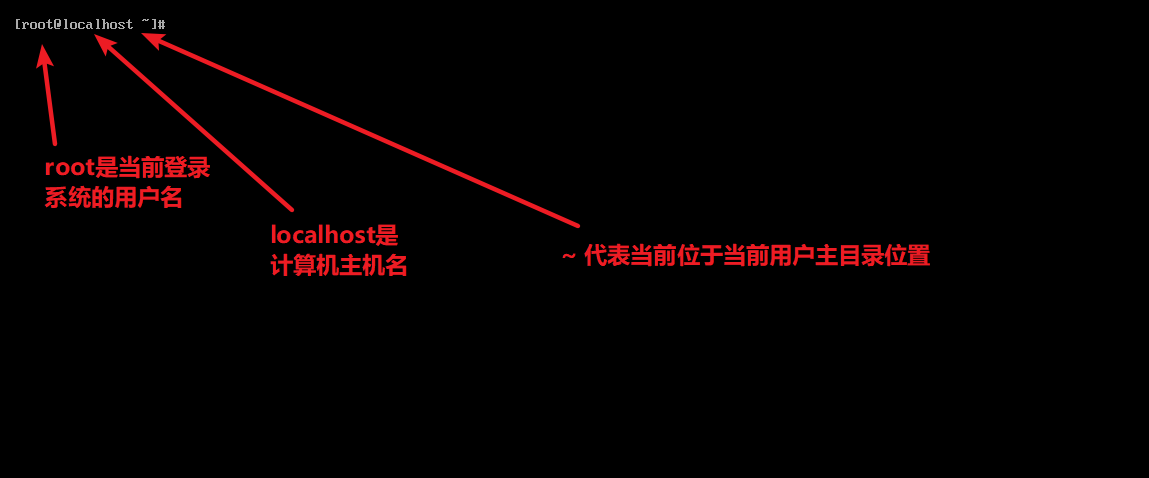 [root@localhost ~]#
root是当前登录
系统的用户名
localhost是
计算机主机名
~ 代表当前位于当前用户主目录位置